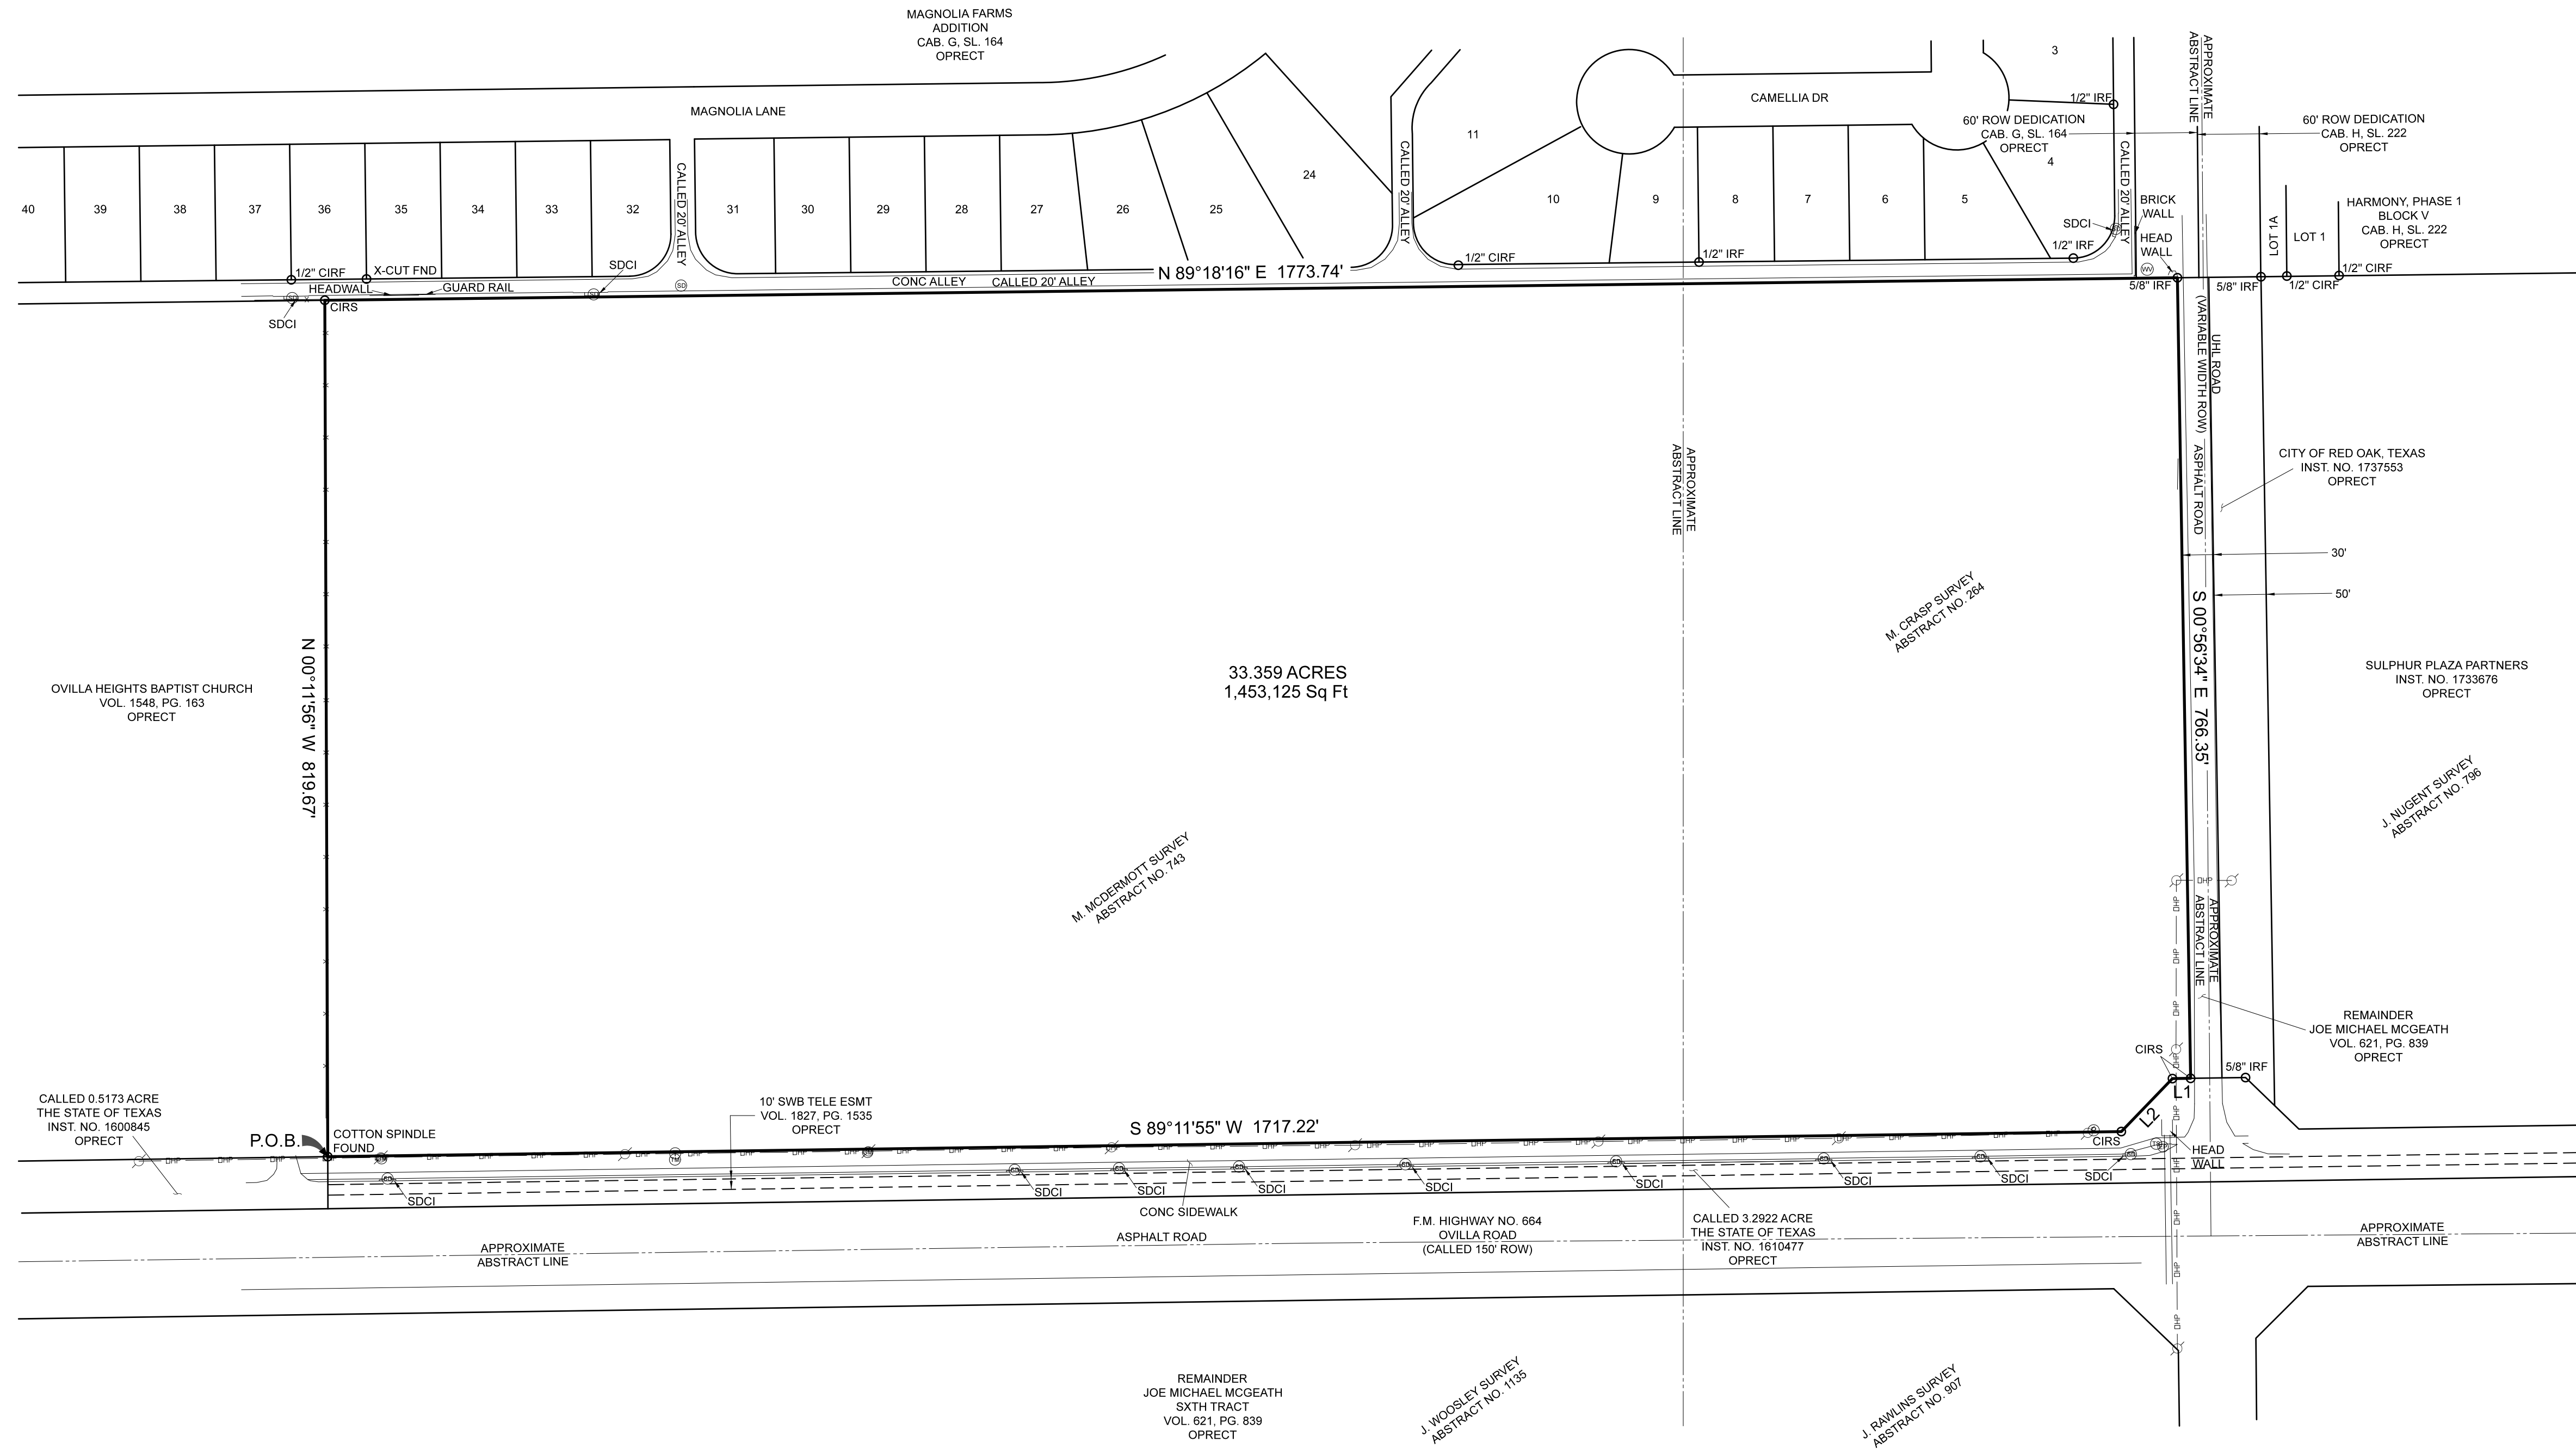 MAGNOLIA FARMS
ADDITION
CAB. G, SL. 164
OPRECT
MAGNOLIA LANE
CAMELLIA DR
3
1/2" IRF
APPROXIMATE
ABSTRACT LINE
60' ROW DEDICATION
CAB. G, SL. 164
OPRECT
4
60' ROW DEDICATION
CAB. H, SL. 222
OPRECT
11
24
40
39
38
37
36
35
34
33
32
CALLED 20' ALLEY
31
30
29
28
27
26
25
CALLED 20' ALLEY
10
9
8
7
6
5
CALLED 20' ALLEY
SDCI
BRICK
WALL
HEAD
WALL
WV
LOT 1A
LOT 1
HARMONY, PHASE 1
BLOCK V
CAB. H, SL. 222
OPRECT
1/2" CIRF
X-CUT FND
SDCI
HEADWALL
GUARD RAIL
SD
SD
SD
CIRS
SDCI
CONC ALLEY
CALLED 20' ALLEY
N 89°18'16" E 1773.74'
1/2" CIRF
1/2" IRF
1/2" IRF
5/8" IRF
5/8" IRF
1/2" CIRF
1/2" CIRF
UHL ROAD
(VARIABLE WIDTH ROW)
ASPHALT ROAD
APPROXIMATE
ABSTRACT LINE
CITY OF RED OAK, TEXAS
INST. NO. 1737553
OPRECT
30'
50'
M. CRASP SURVEY
ABSTRACT NO. 264
S 00°56'34" E 766.35'
33.359 ACRES
1,453,125 Sq Ft
OVILLA HEIGHTS BAPTIST CHURCH
VOL. 1548, PG. 163
OPRECT
N 00°11'56" W 819.67'
SULPHUR PLAZA PARTNERS
INST. NO. 1733676
OPRECT
J. NUGENT SURVEY
ABSTRACT NO. 796
M. MCDERMOTT SURVEY
ABSTRACT NO. 743
OHP
APPROXIMATE
ABSTRACT LINE
REMAINDER
JOE MICHAEL MCGEATH
VOL. 621, PG. 839
OPRECT
CIRS
5/8" IRF
L1
L2
CALLED 0.5173 ACRE
THE STATE OF TEXAS
INST. NO. 1600845
OPRECT
P.O.B.
COTTON SPINDLE
FOUND
10' SWB TELE ESMT
VOL. 1827, PG. 1535
OPRECT
S 89°11'55" W 1717.22'
CIRS
HEAD
WALL
SDCI
SDCI
SDCI
SDCI
SDCI
SDCI
SDCI
SDCI
SDCI
CONC SIDEWALK
ASPHALT ROAD
F.M. HIGHWAY NO. 664
OVILLA ROAD
(CALLED 150' ROW)
CALLED 3.2922 ACRE
THE STATE OF TEXAS
INST. NO. 1610477
OPRECT
APPROXIMATE
ABSTRACT LINE
APPROXIMATE
ABSTRACT LINE
REMAINDER
JOE MICHAEL MCGEATH
SXTH TRACT
VOL. 621, PG. 839
OPRECT
J. WOOSLEY SURVEY
ABSTRACT NO. 1135
J. RAWLINS SURVEY
ABSTRACT NO. 907